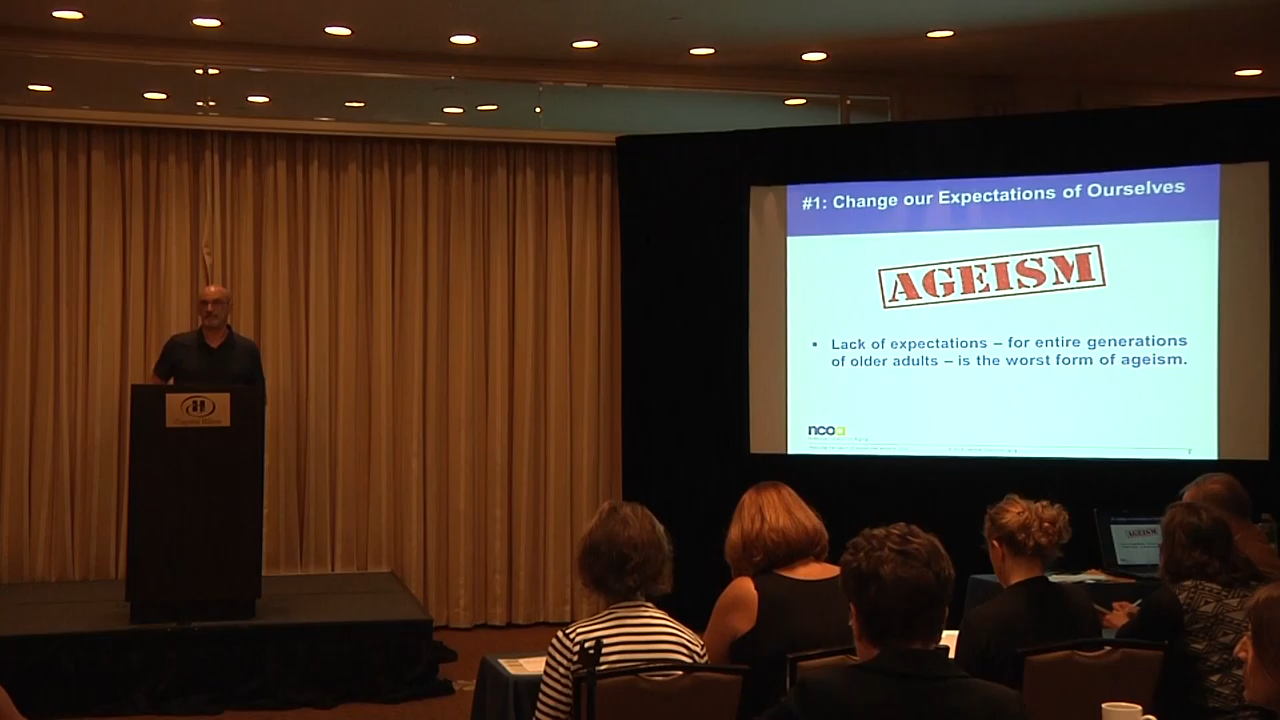 #1: Change our Expectations of Ourselves
AGEISM
▪ Lack of expectations – for entire generations
of older adults – is the worst form of ageism.
ncoa
H
AGEISM